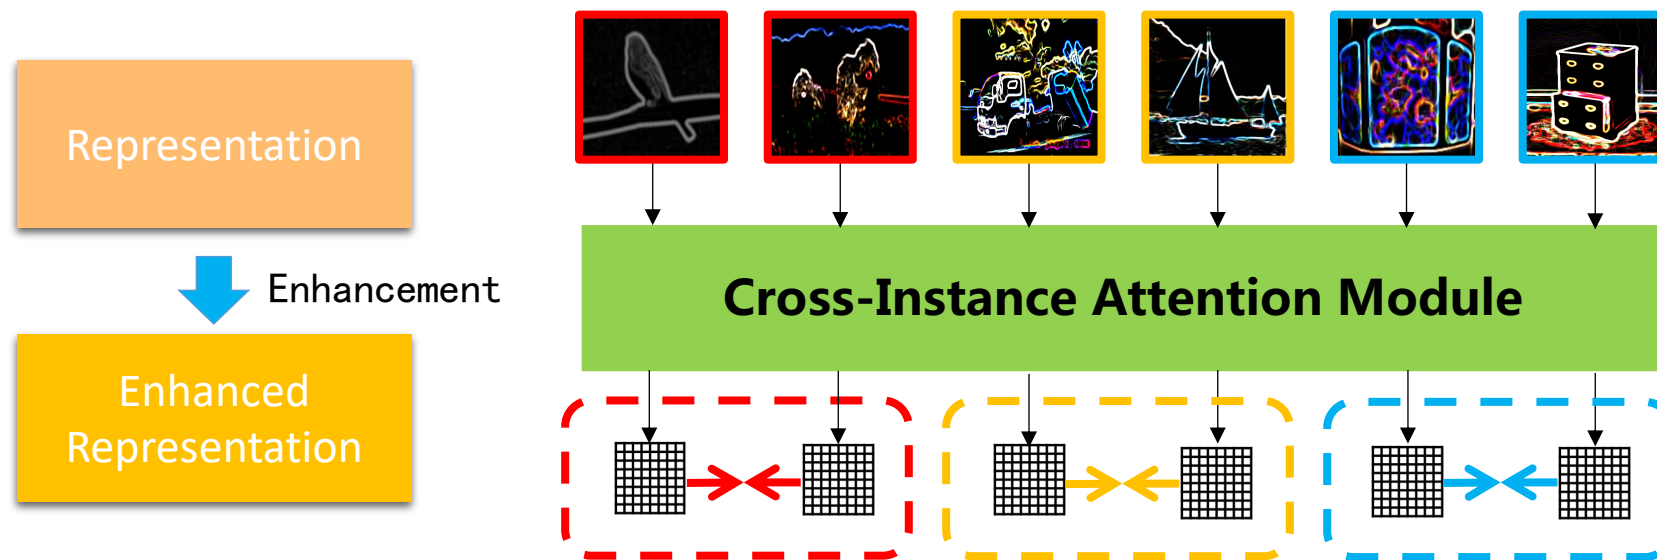 Representation
Enhancement
Enhanced
Representation
Cross-Instance Attention Module